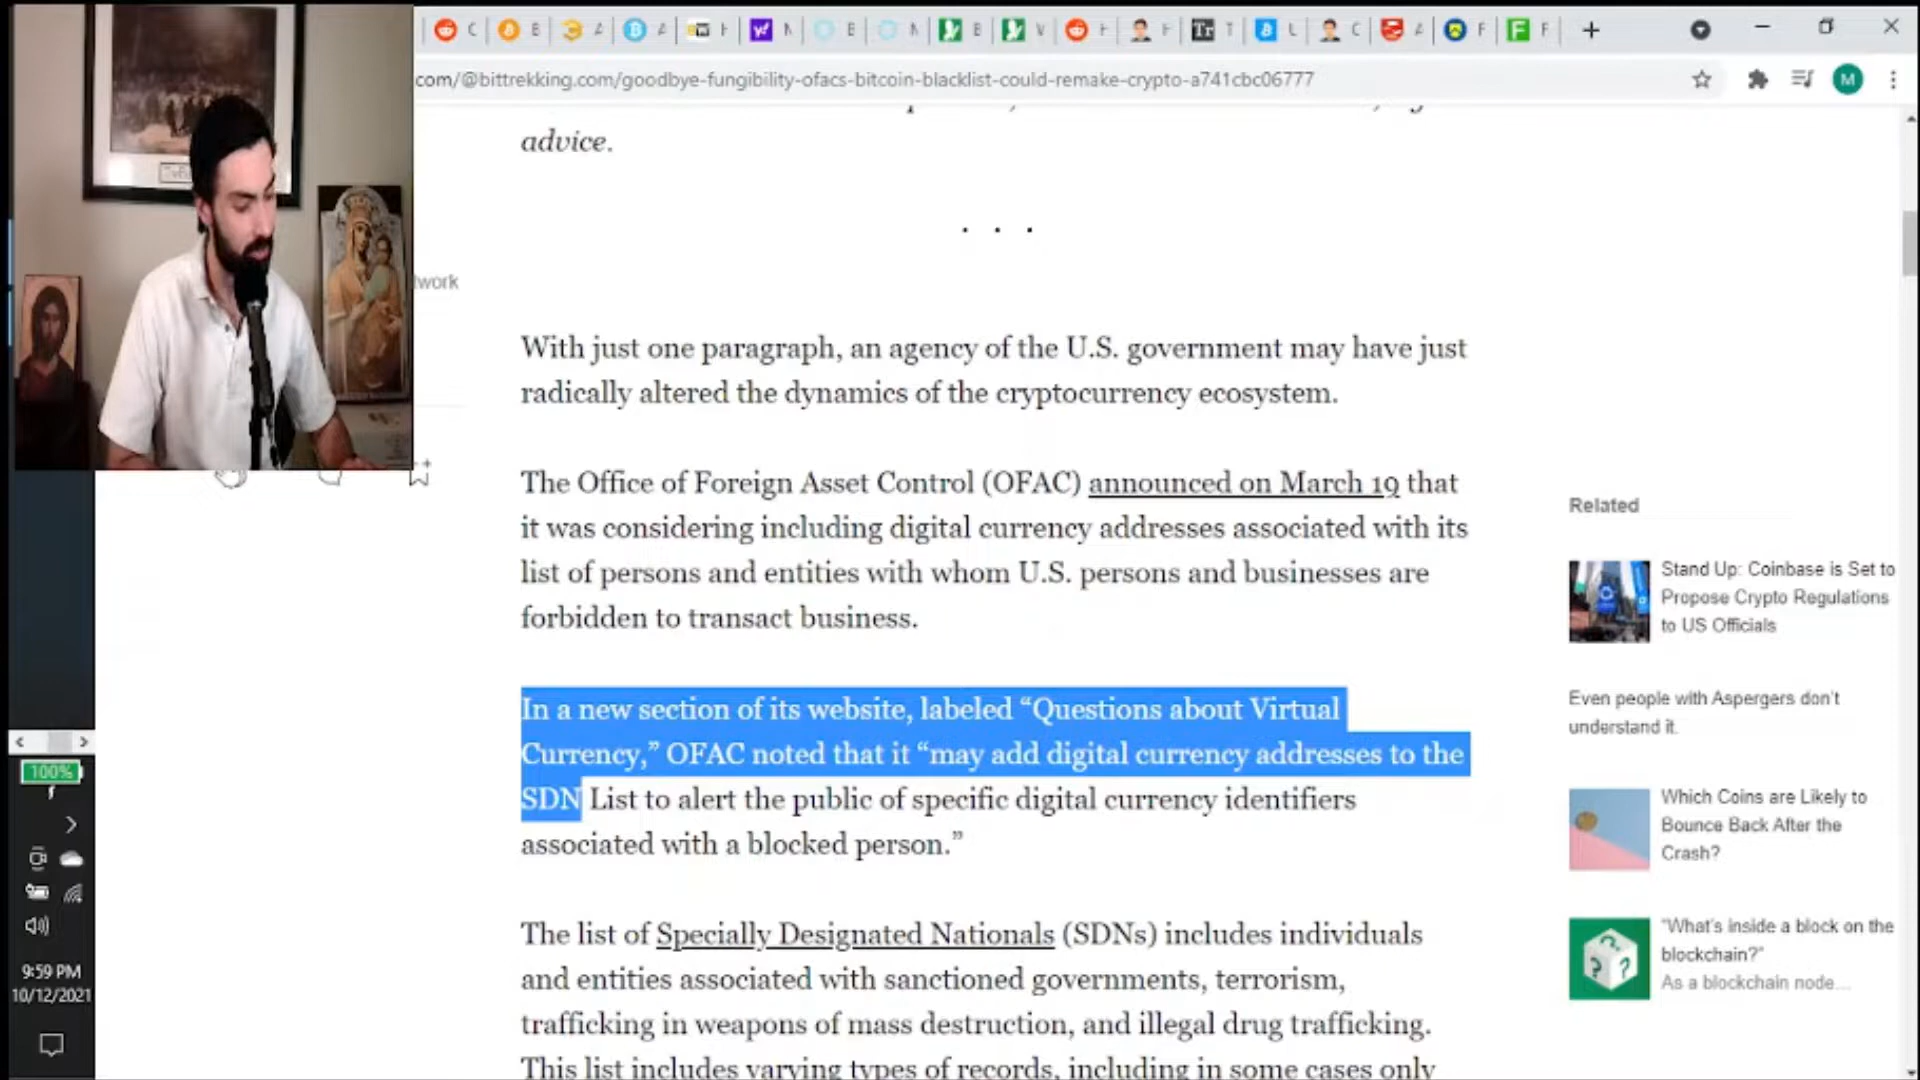 com/@bittrekking.com/goodbye-fungibility-ofacs-bitcoin-blacklist-could-remake-crypto-a741cbc06777
M
advice.
. . .
twork
With just one paragraph, an agency of the U.S. government may have just
radically altered the dynamics of the cryptocurrency ecosystem.
The Office of Foreign Asset Control (OFAC) announced on March 19 that
it was considering including digital currency addresses associated with its
list of persons and entities with whom U.S. persons and businesses are
forbidden to transact business.
In a new section of its website, labeled “Questions about Virtual
Currency,” OFAC noted that it “may add digital currency addresses to the
SDN List to alert the public of specific digital currency identifiers
associated with a blocked person.”
The list of Specially Designated Nationals (SDNs) includes individuals
and entities associated with sanctioned governments, terrorism,
trafficking in weapons of mass destruction, and illegal drug trafficking.
This list includes varying types of records, including in some cases only
Related
Stand Up: Coinbase is Set to
Propose Crypto Regulations
to US Officials
Even people with Aspergers don't
understand it.
Which Coins are Likely to
Bounce Back After the
Crash?
"What's inside a block on the
blockchain?"
As a blockchain node...
100%
9:59 PM
10/12/2021